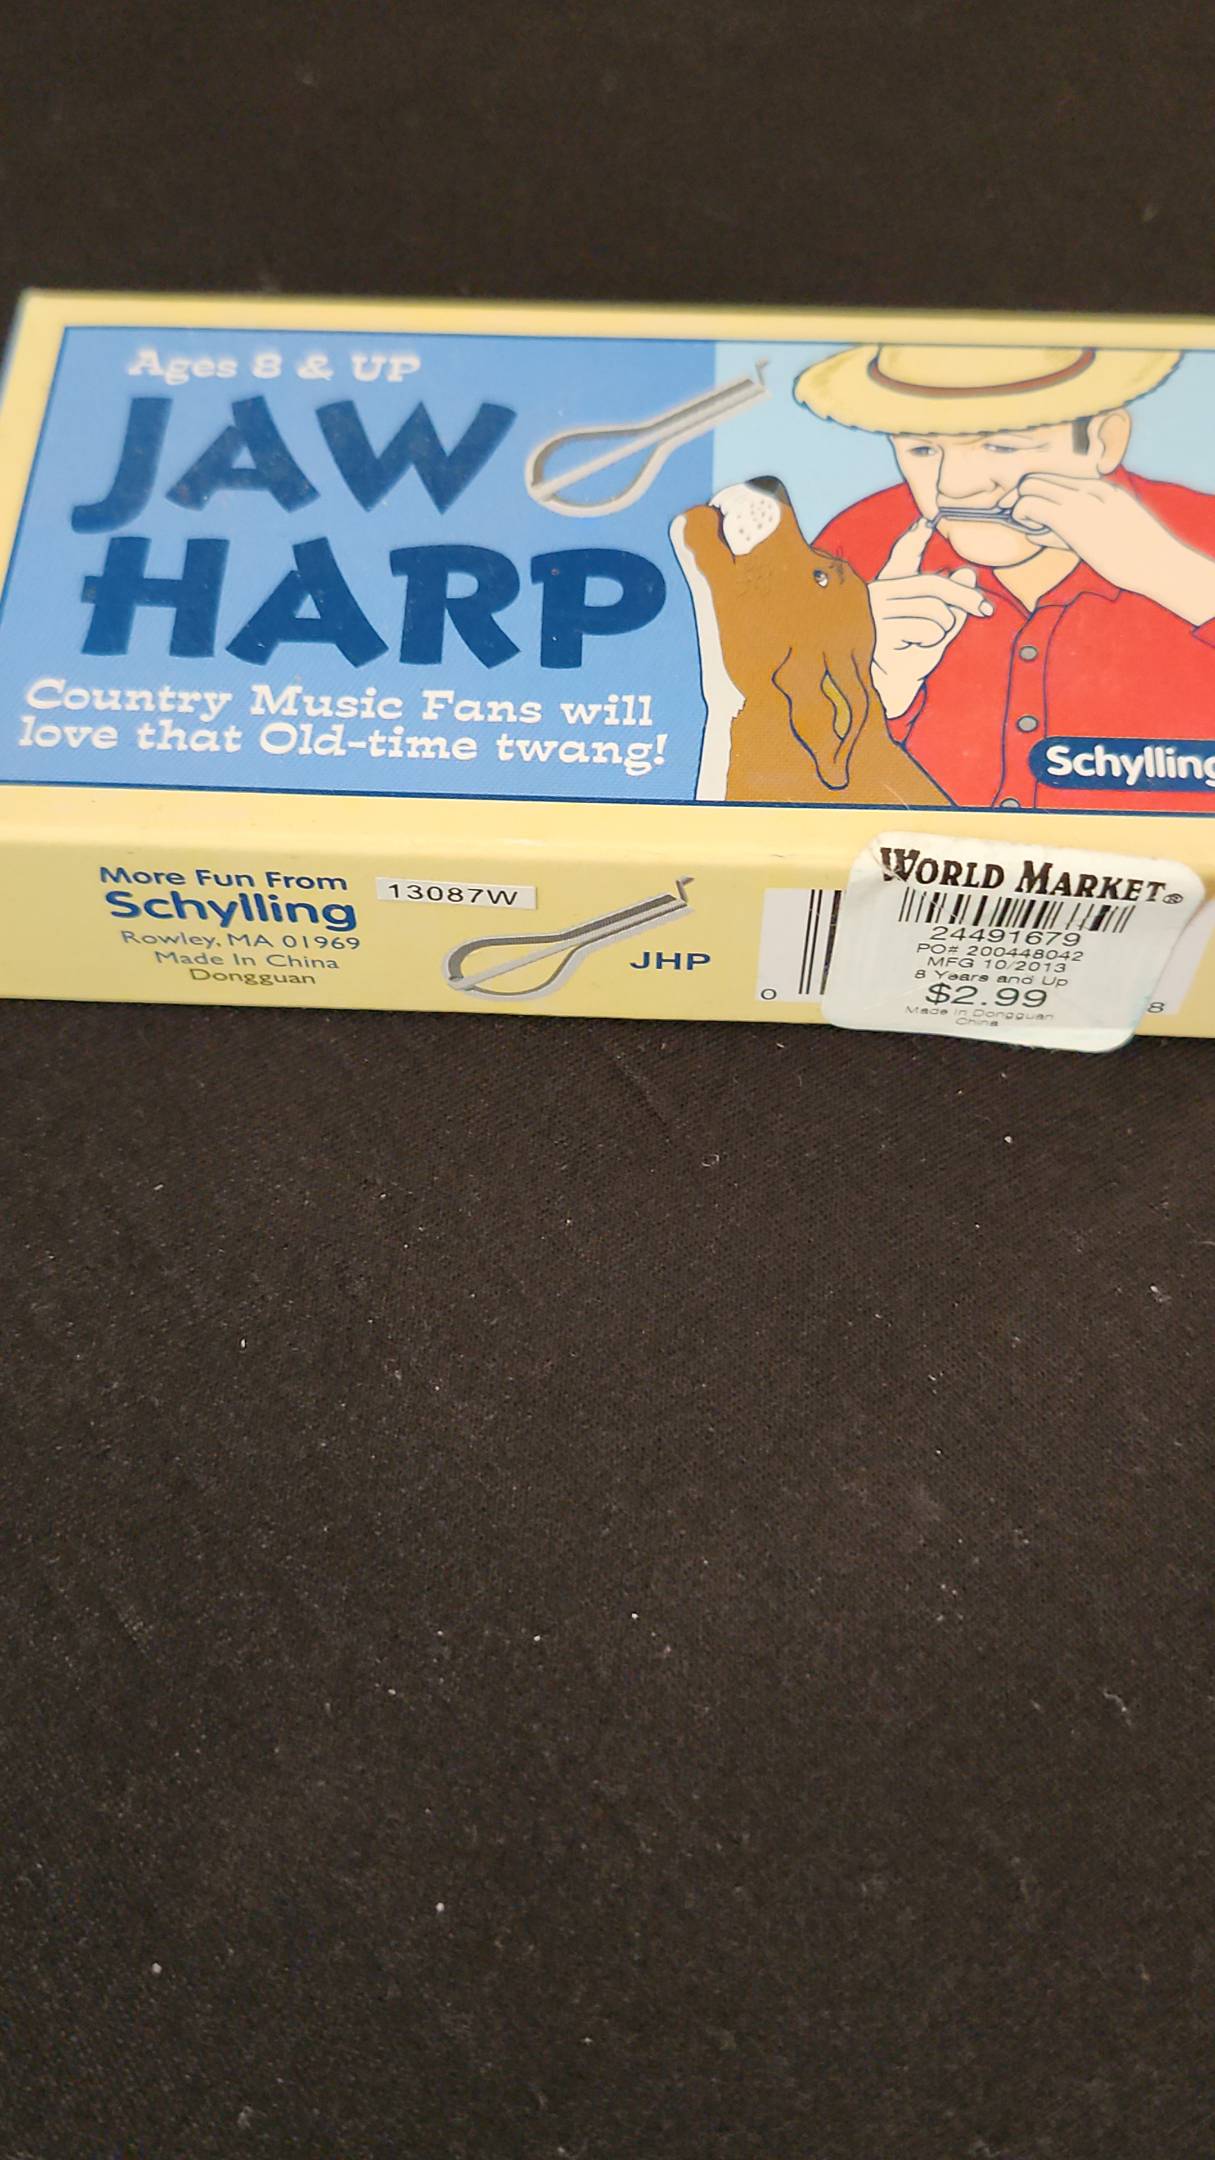 Ages 8 & UP
JAW
HARP
Country Music Fans will
love that Old-time twang!
Schylling
More Fun From
Schylling
Rowley, MA 01969
Made In China
Dongguan
13087W
JHP
0
8
WORLD MARKET®
24491679
PO# 200448042
MFG 10/2013
8 Years and Up
$2.99
Made in Dongguan
China